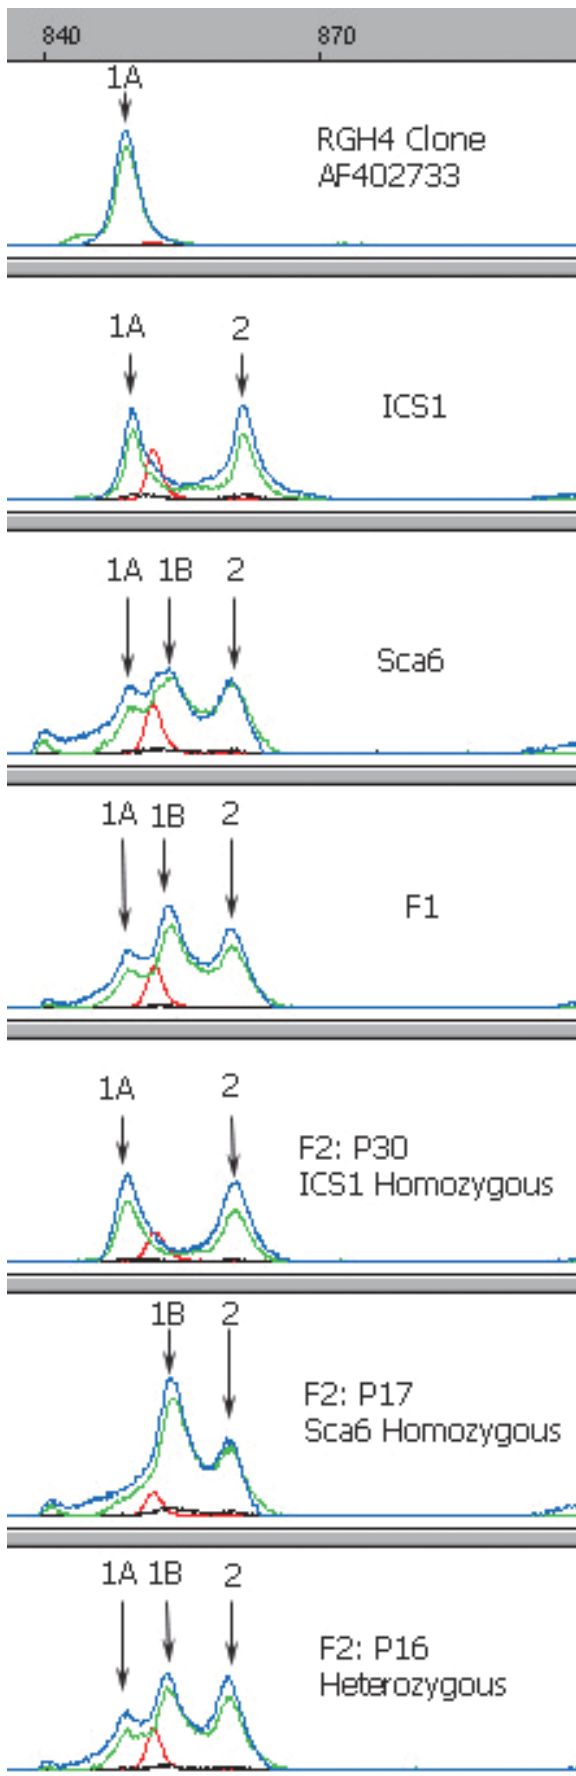 840 870
1A
RGH4 Clone
AF402733
1A 2
ICS1
1A 1B 2
Sca6
1A 1B 2
F1
1A 2
F2: P30
ICS1 Homozygous
1B 2
F2: P17
Sca6 Homozygous
1A 1B 2
F2: P16
Heterozygous